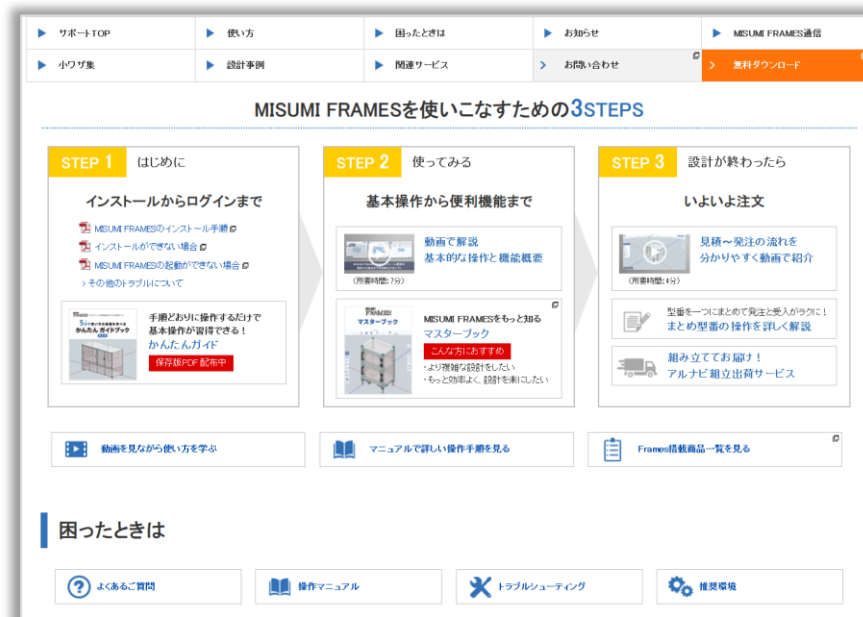 サポートTOP
使い方
困ったときは
お知らせ
MISUMI FRAMES通信
小ワザ集
設計事例
関連サービス
お問い合わせ
無料ダウンロード
MISUMI FRAMESを使いこなすための3STEPS
STEP 1 はじめに
インストールからログインまで
MISUMI FRAMESのインストール手順
インストールができない場合
MISUMI FRAMESの起動ができない場合
その他のトラブルについて
かんたん ガイドブック
手順どおりに操作するだけで
基本操作が習得できる!
かんたんガイド
保存版PDF 配布中
STEP 2 使ってみる
基本操作から便利機能まで
動画で解説
基本的な操作と機能概要
(所要時間:7分)
FRAMES
マスターブック
MISUMI FRAMESをもっと知る
マスターブック
こんな方におすすめ
・より複雑な設計をしたい
・もっと効率よく、設計を楽にしたい
STEP 3 設計が終わったら
いよいよ注文
見積~発注の流れを
分かりやすく動画で紹介
(所要時間:4分)
型番を一つにまとめて発注と受入がラクに!
まとめ型番の操作を詳しく解説
組み立ててお届け!
アルナビ組立出荷サービス
動画を見ながら使い方を学ぶ
マニュアルで詳しい操作手順を見る
Frames搭載商品一覧を見る
困ったときは
よくあるご質問
操作マニュアル
トラブルシューティング
推奨環境